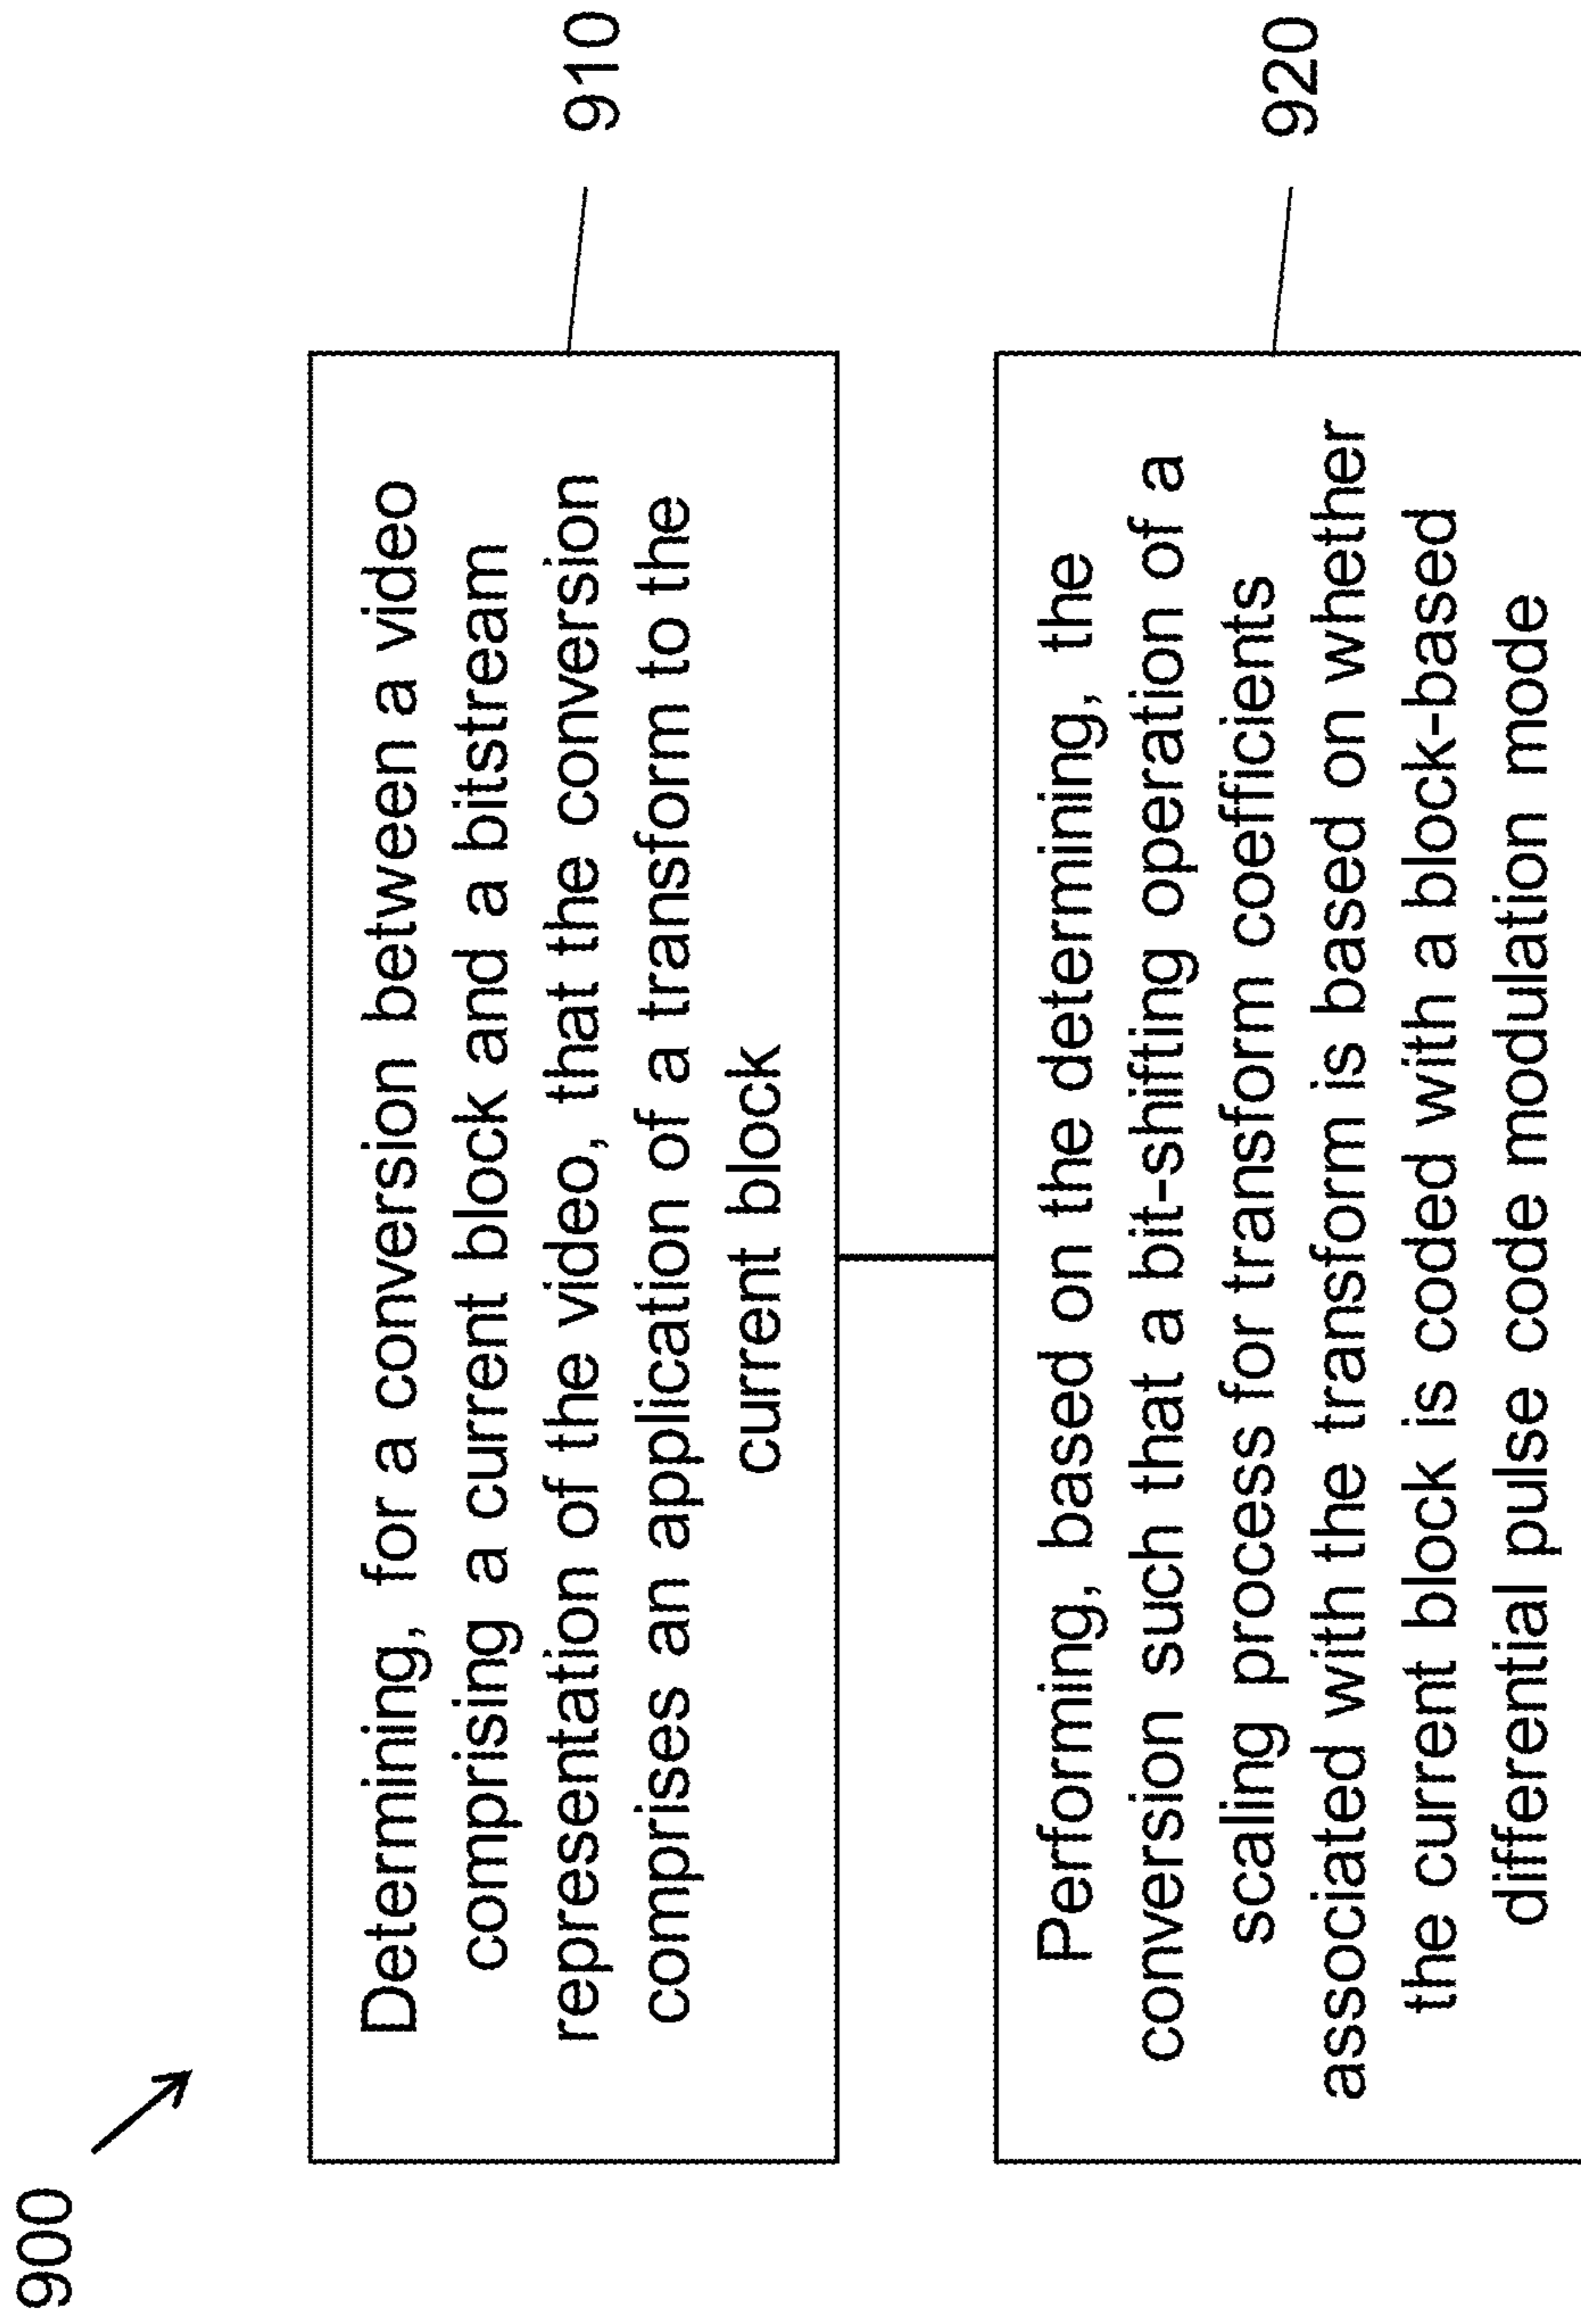 900
Determining, for a conversion between a video
comprising a current block and a bitstream
representation of the video, that the conversion
comprises an application of a transform to the
current block
910
Performing, based on the determining, the
conversion such that a bit-shifting operation of a
scaling process for transform coefficients
associated with the transform is based on whether
the current block is coded with a block-based
differential pulse code modulation mode
920